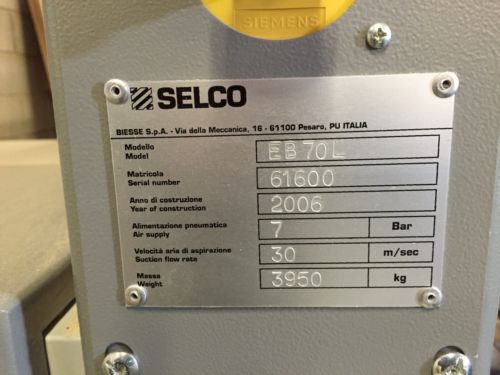 SIEMENS
SELCO
BIESSE S.p.A. - Via della Meccanica, 16 - 61100 Pesaro, PU ITALIA
Modello
Model
EB 70L
Matricola
Serial number
61600
Anno di costruzione
Year of construction
2006
Alimentazione pneumatica
Air supply
7 Bar
Velocità aria di aspirazione
Suction flow rate
30 m/sec
Massa
Weight
3950 kg